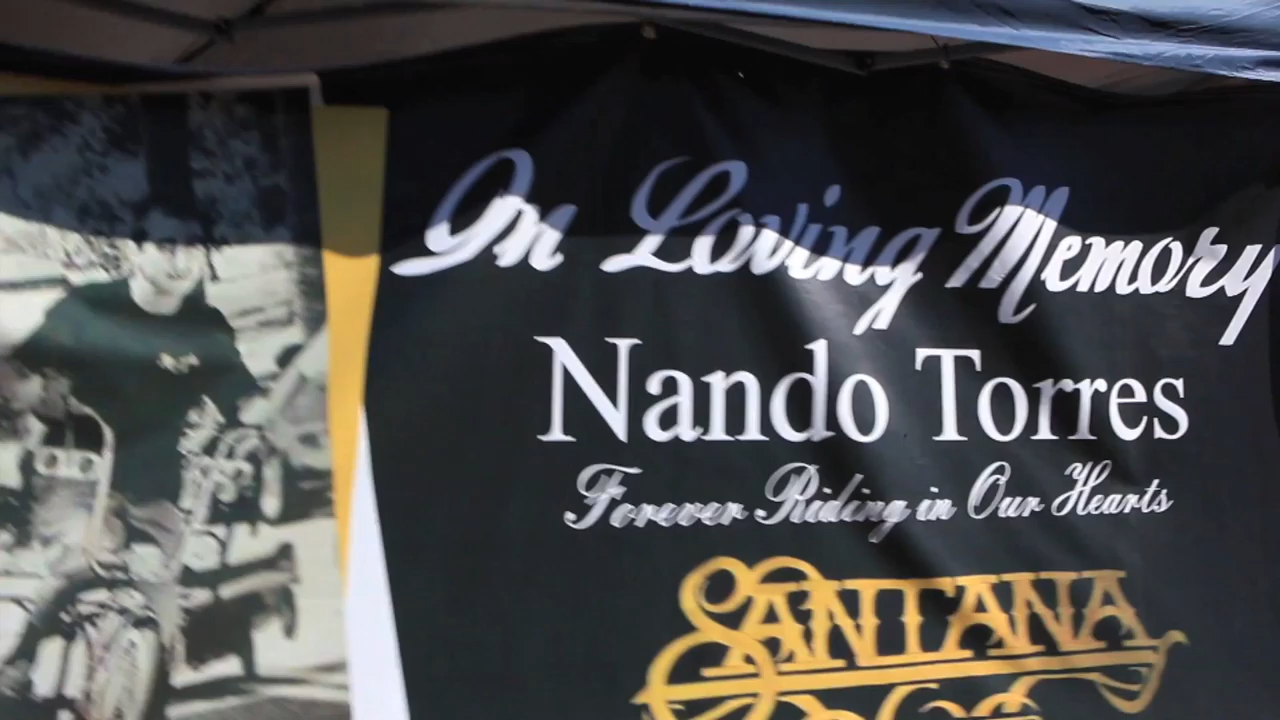 In Loving Memory
Nando Torres
Forever Riding in Our Hearts
SANTANA